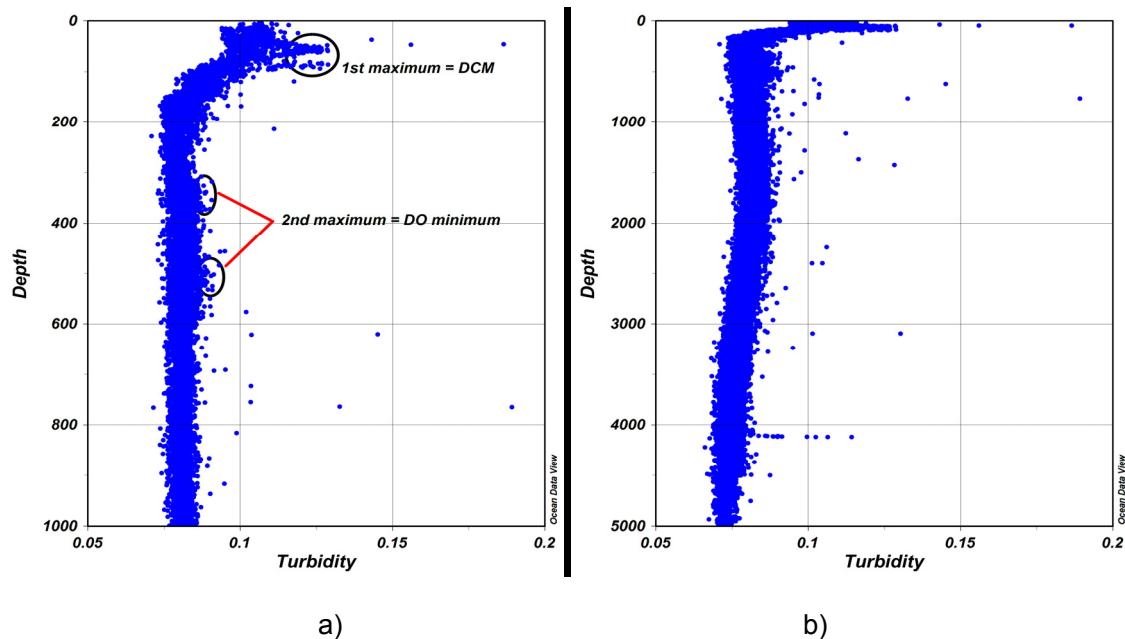 0
200
400
600
800
1000
Depth
0.05
0.1
0.15
0.2
Turbidity
1st maximum = DCM
2nd maximum = DO minimum
Ocean Data View
a)
0
1000
2000
3000
4000
5000
Depth
0.05
0.1
0.15
0.2
Turbidity
Ocean Data View
b)